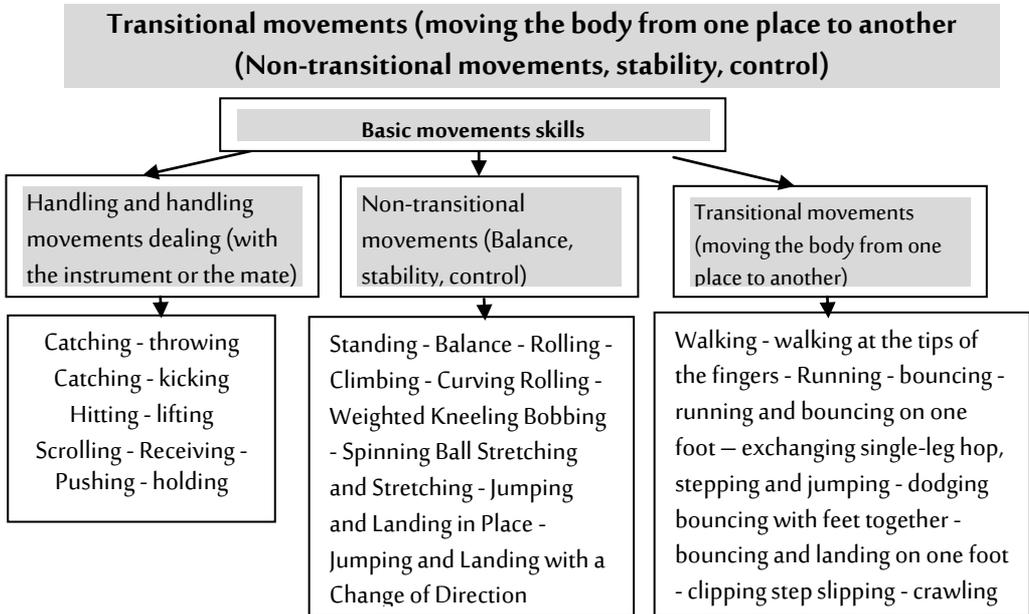 Transitional movements (moving the body from one place to another
(Non-transitional movements, stability, control)
Basic movements skills
Handling and handling
movements dealing (with
the instrument or the mate)
Non-transitional
movements (Balance,
stability, control)
Transitional movements
(moving the body from one
place to another)
Catching - throwing
Catching - kicking
Hitting - lifting
Scrolling - Receiving -
Pushing - holding
Standing - Balance - Rolling -
Climbing - Curving Rolling -
Weighted Kneeling Bobbing
- Spinning Ball Stretching
and Stretching - Jumping
and Landing in Place -
Jumping and Landing with a
Change of Direction
Walking - walking at the tips of
the fingers - Running - bouncing -
running and bouncing on one
foot – exchanging single-leg hop,
stepping and jumping - dodging
bouncing with feet together -
bouncing and landing on one foot
- clipping step slipping - crawling